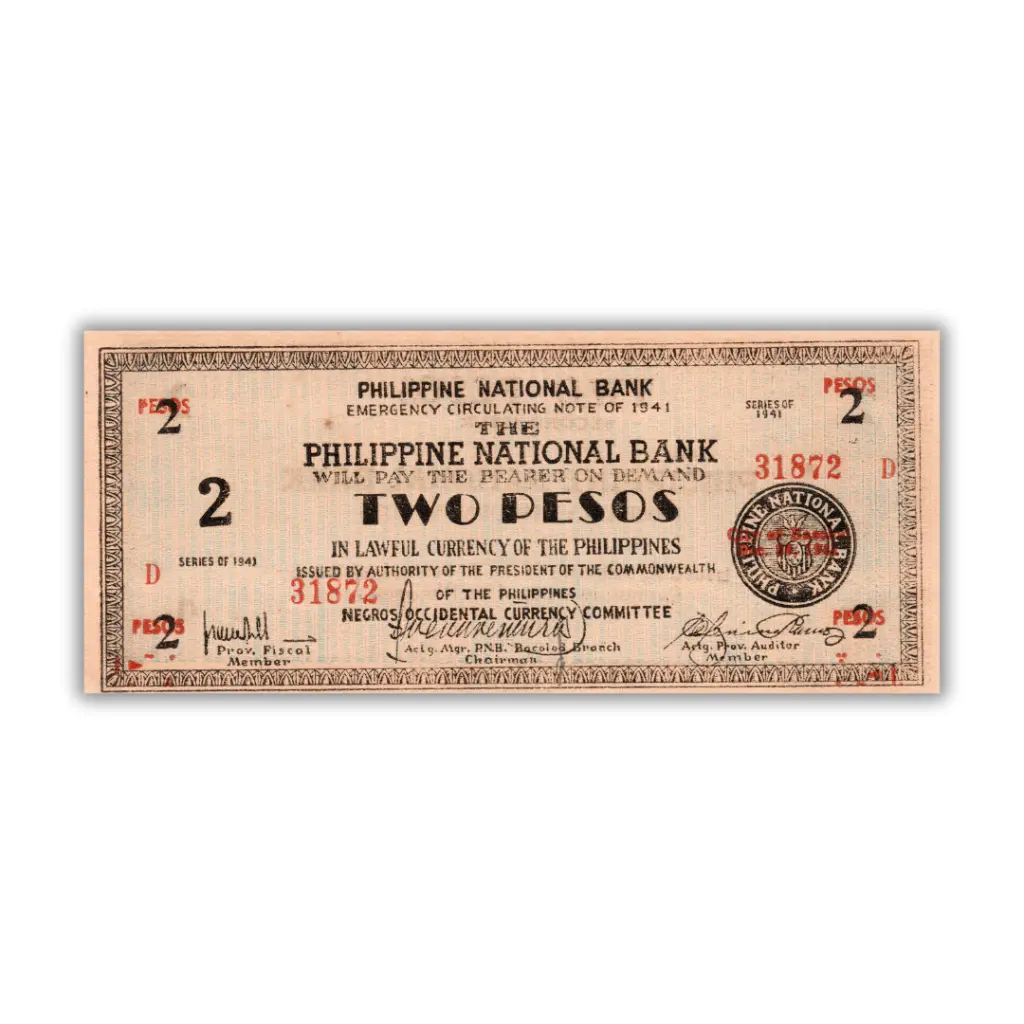 PHILIPPINE NATIONAL BANK
EMERGENCY CIRCULATING NOTE OF 1941
PESOS
2
PESOS
2
SERIES OF
1941
THE
PHILIPPINE NATIONAL BANK
WILL PAY THE BEARER ON DEMAND
31872 D
2
TWO PESOS
PHILIPPINE NATIONAL BANK
IN LAWFUL CURRENCY OF THE PHILIPPINES
SERIES OF 1941
D
ISSUED BY AUTHORITY OF THE PRESIDENT OF THE COMMONWEALTH
31872
OF THE PHILIPPINES
NEGROS OCCIDENTAL CURRENCY COMMITTEE
PESOS
2
PESOS
2
Prov. Fiscal
Member
Actg. Mgr. P.N.B. Bacolod Branch
Chairman
Actg. Prov. Auditor
Member